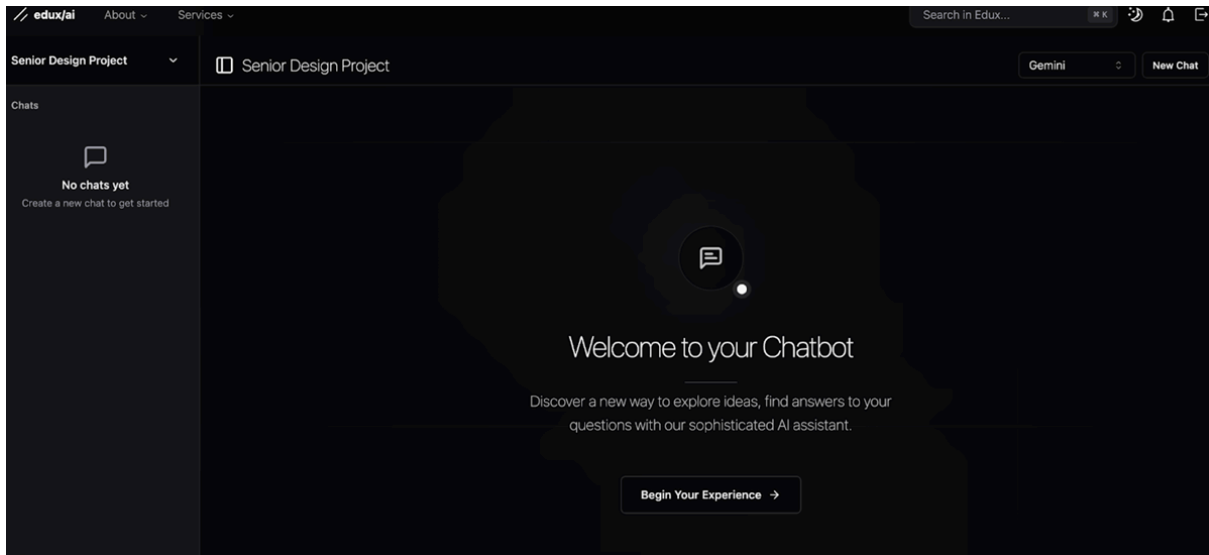 edux/ai About Services Search in Edux... ⌘ K
Senior Design Project
Senior Design Project
Gemini
New Chat
Chats
No chats yet
Create a new chat to get started
Welcome to your Chatbot
Discover a new way to explore ideas, find answers to your
questions with our sophisticated AI assistant.
Begin Your Experience →